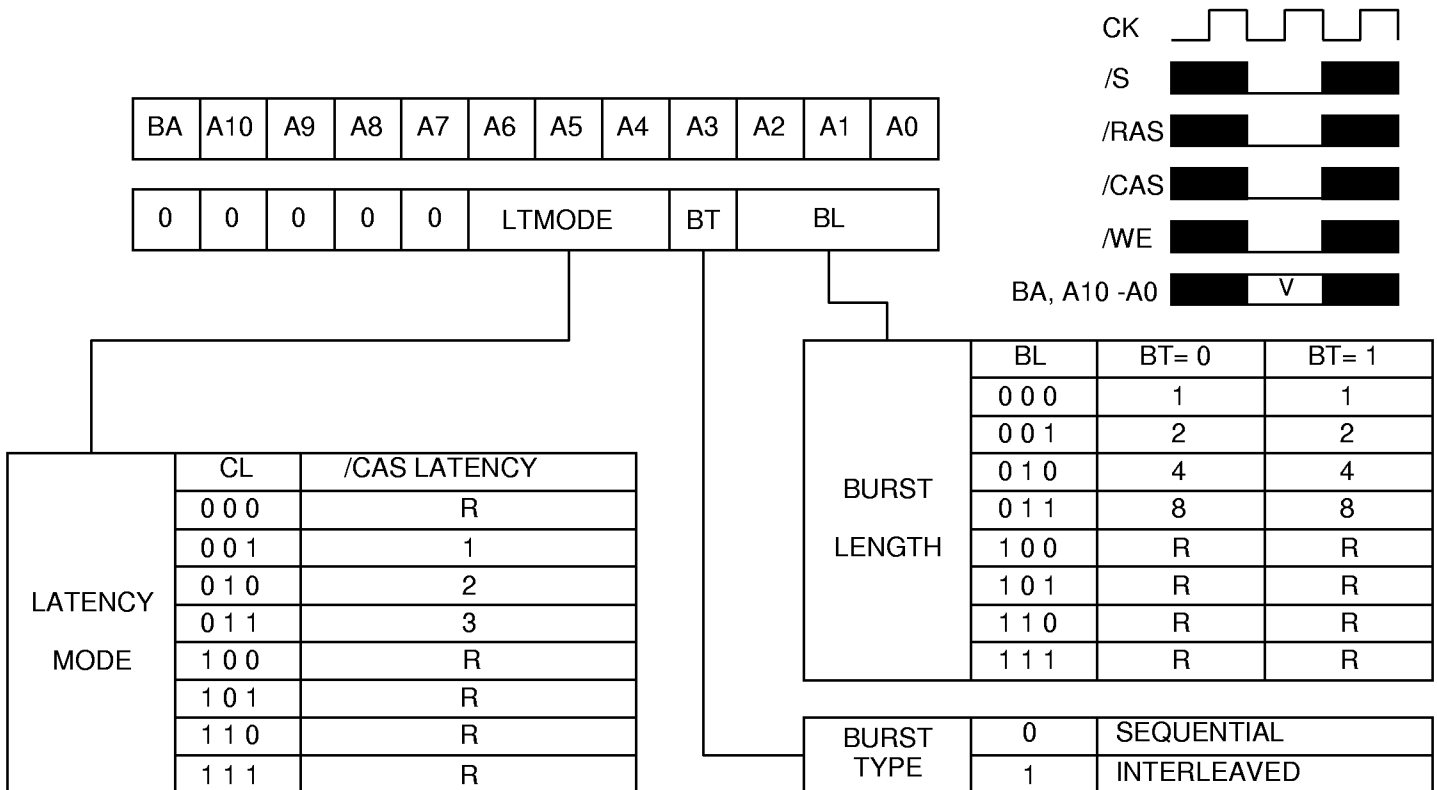 CK
/S
/RAS
/CAS
/WE
BA, A10 -A0 V
BA A10 A9 A8 A7 A6 A5 A4 A3 A2 A1 A0
0 0 0 0 0 LTMODE BT BL
BURST LENGTH
BL BT= 0 BT= 1
0 0 0 1 1
0 0 1 2 2
0 1 0 4 4
0 1 1 8 8
1 0 0 R R
1 0 1 R R
1 1 0 R R
1 1 1 R R
LATENCY MODE
CL /CAS LATENCY
0 0 0 R
0 0 1 1
0 1 0 2
0 1 1 3
1 0 0 R
1 0 1 R
1 1 0 R
1 1 1 R
BURST TYPE
0 SEQUENTIAL
1 INTERLEAVED